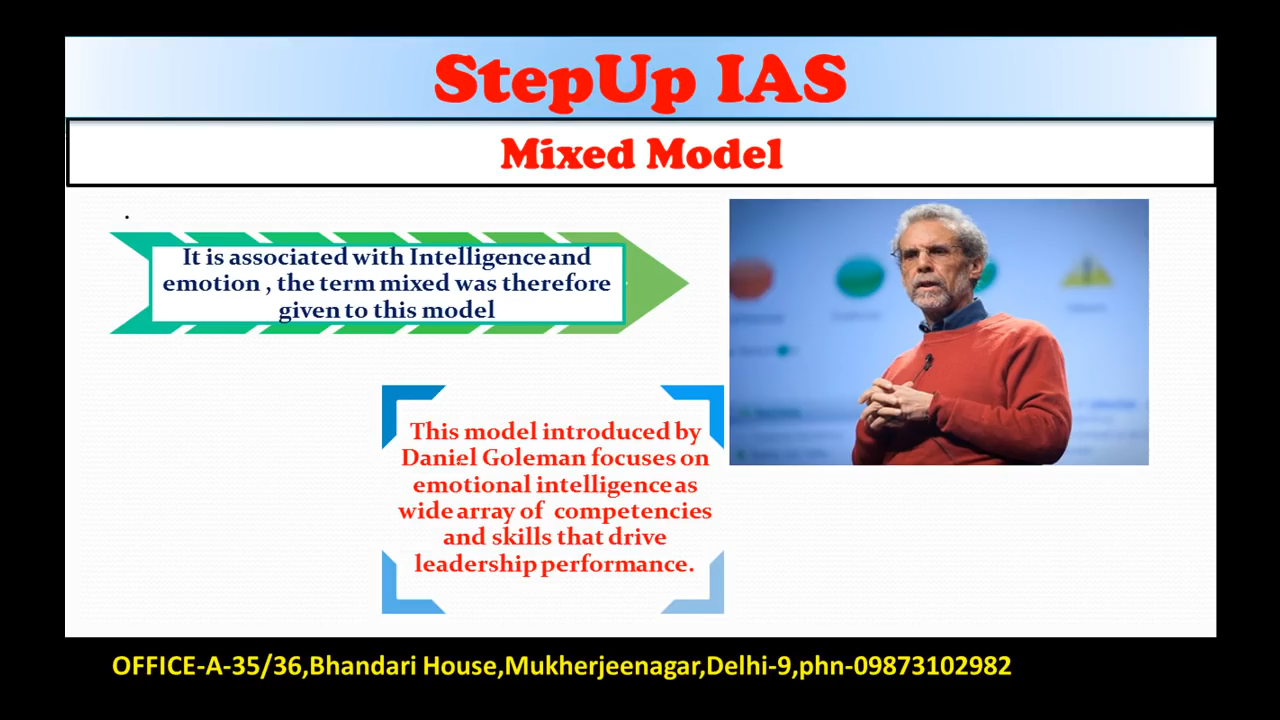 StepUp IAS
Mixed Model
It is associated with Intelligence and
emotion , the term mixed was therefore
given to this model
This model introduced by
Daniel Goleman focuses on
emotional intelligence as
wide array of competencies
and skills that drive
leadership performance.
OFFICE-A-35/36,Bhandari House,Mukherjeenagar,Delhi-9,phn-09873102982